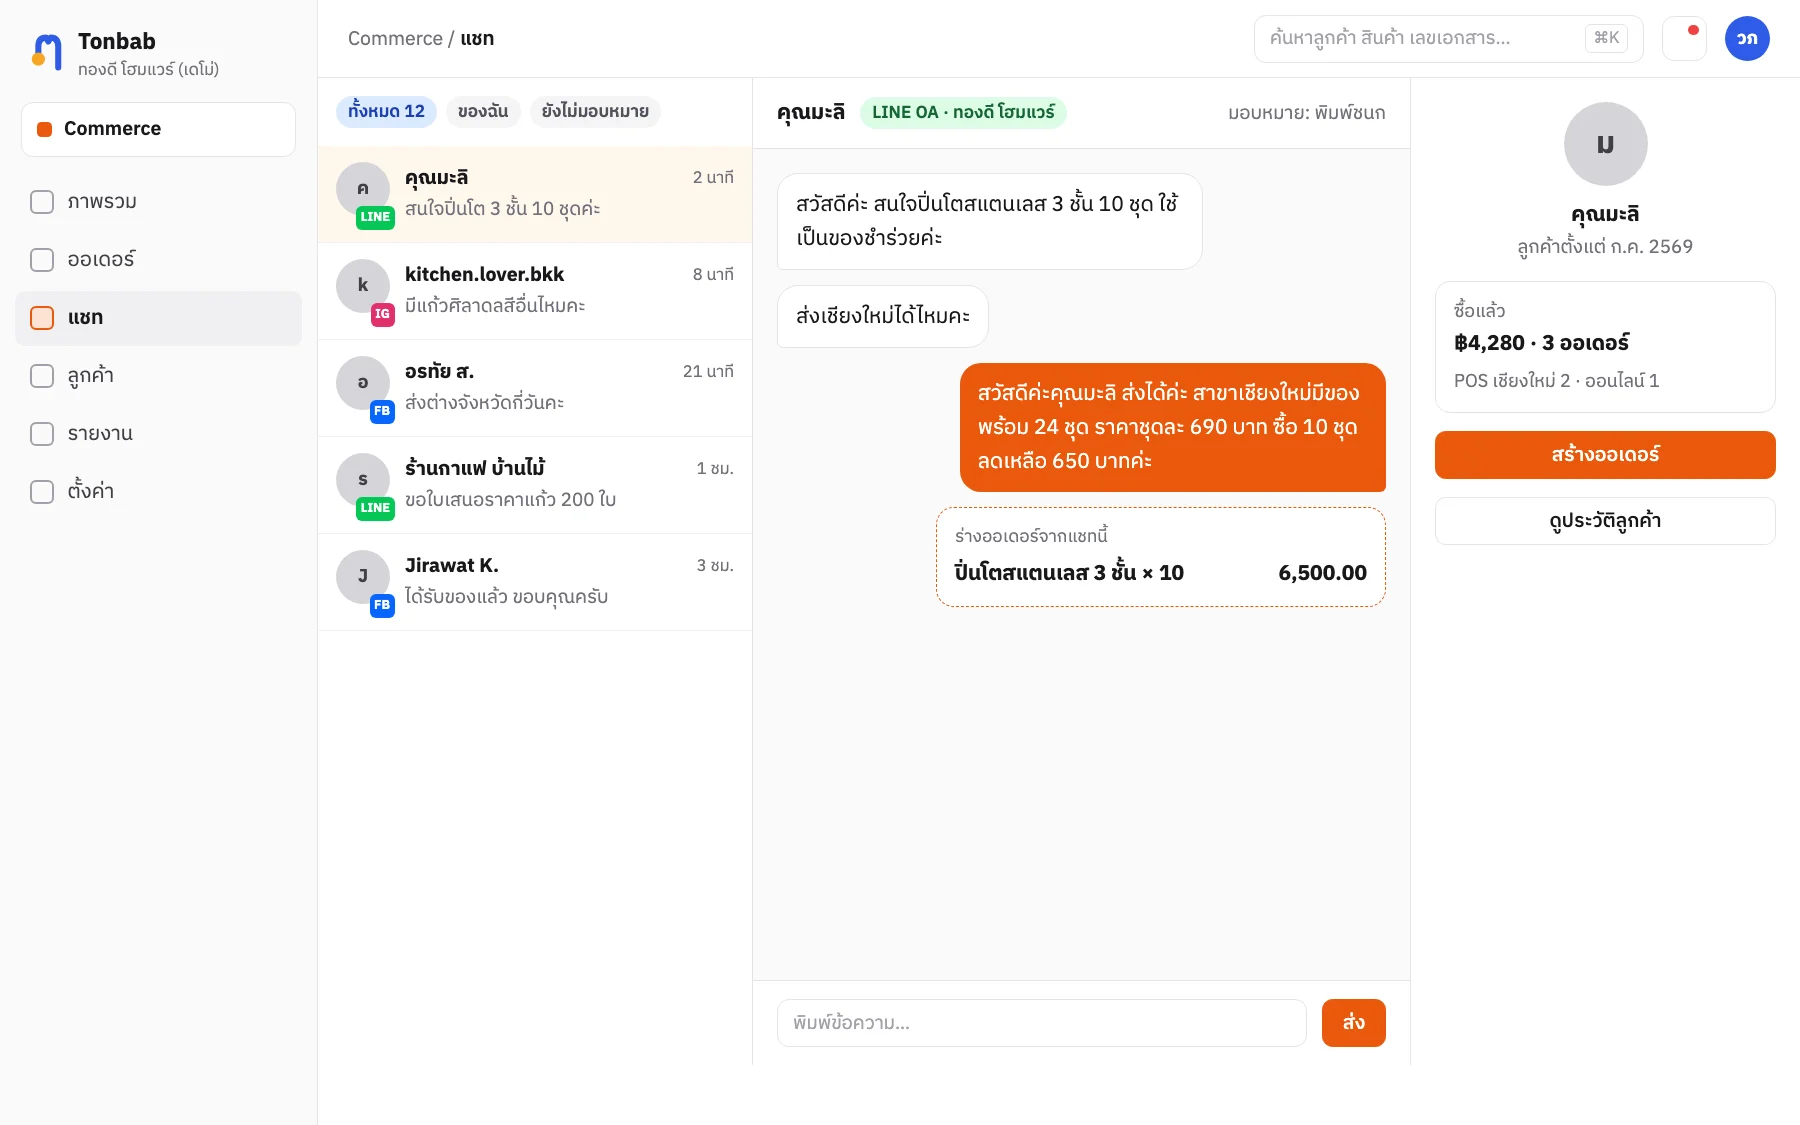 Tonbab
ทองดี โฮมแวร์ (เดโม่)
Commerce
ภาพรวม
ออเดอร์
แชท
ลูกค้า
รายงาน
ตั้งค่า
Commerce / แชท
ค้นหาลูกค้า สินค้า เลขเอกสาร...
⌘K
วก
ทั้งหมด 12
ของฉัน
ยังไม่มอบหมาย
ค
LINE
คุณมะลิ
2 นาที
สนใจปิ่นโต 3 ชั้น 10 ชุดค่ะ
k
IG
kitchen.lover.bkk
8 นาที
มีแก้วศิลาดลสีอื่นไหมคะ
อ
FB
อรทัย ส.
21 นาที
ส่งต่างจังหวัดกี่วันคะ
ร
LINE
ร้านกาแฟ บ้านไม้
1 ชม.
ขอใบเสนอราคาแก้ว 200 ใบ
J
FB
Jirawat K.
3 ชม.
ได้รับของแล้ว ขอบคุณครับ
คุณมะลิ
LINE OA · ทองดี โฮมแวร์
มอบหมาย: พิมพ์ชนก
สวัสดีค่ะ สนใจปิ่นโตสแตนเลส 3 ชั้น 10 ชุด ใช้
เป็นของชำร่วยค่ะ
ส่งเชียงใหม่ได้ไหมคะ
สวัสดีค่ะคุณมะลิ ส่งได้ค่ะ สาขาเชียงใหม่มีของ
พร้อม 24 ชุด ราคาชุดละ 690 บาท ซื้อ 10 ชุด
ลดเหลือ 650 บาทค่ะ
ร่างออเดอร์จากแชทนี้
ปิ่นโตสแตนเลส 3 ชั้น × 10
6,500.00
พิมพ์ข้อความ...
ส่ง
ม
คุณมะลิ
ลูกค้าตั้งแต่ ก.ค. 2569
ซื้อแล้ว
฿4,280 · 3 ออเดอร์
POS เชียงใหม่ 2 · ออนไลน์ 1
สร้างออเดอร์
ดูประวัติลูกค้า